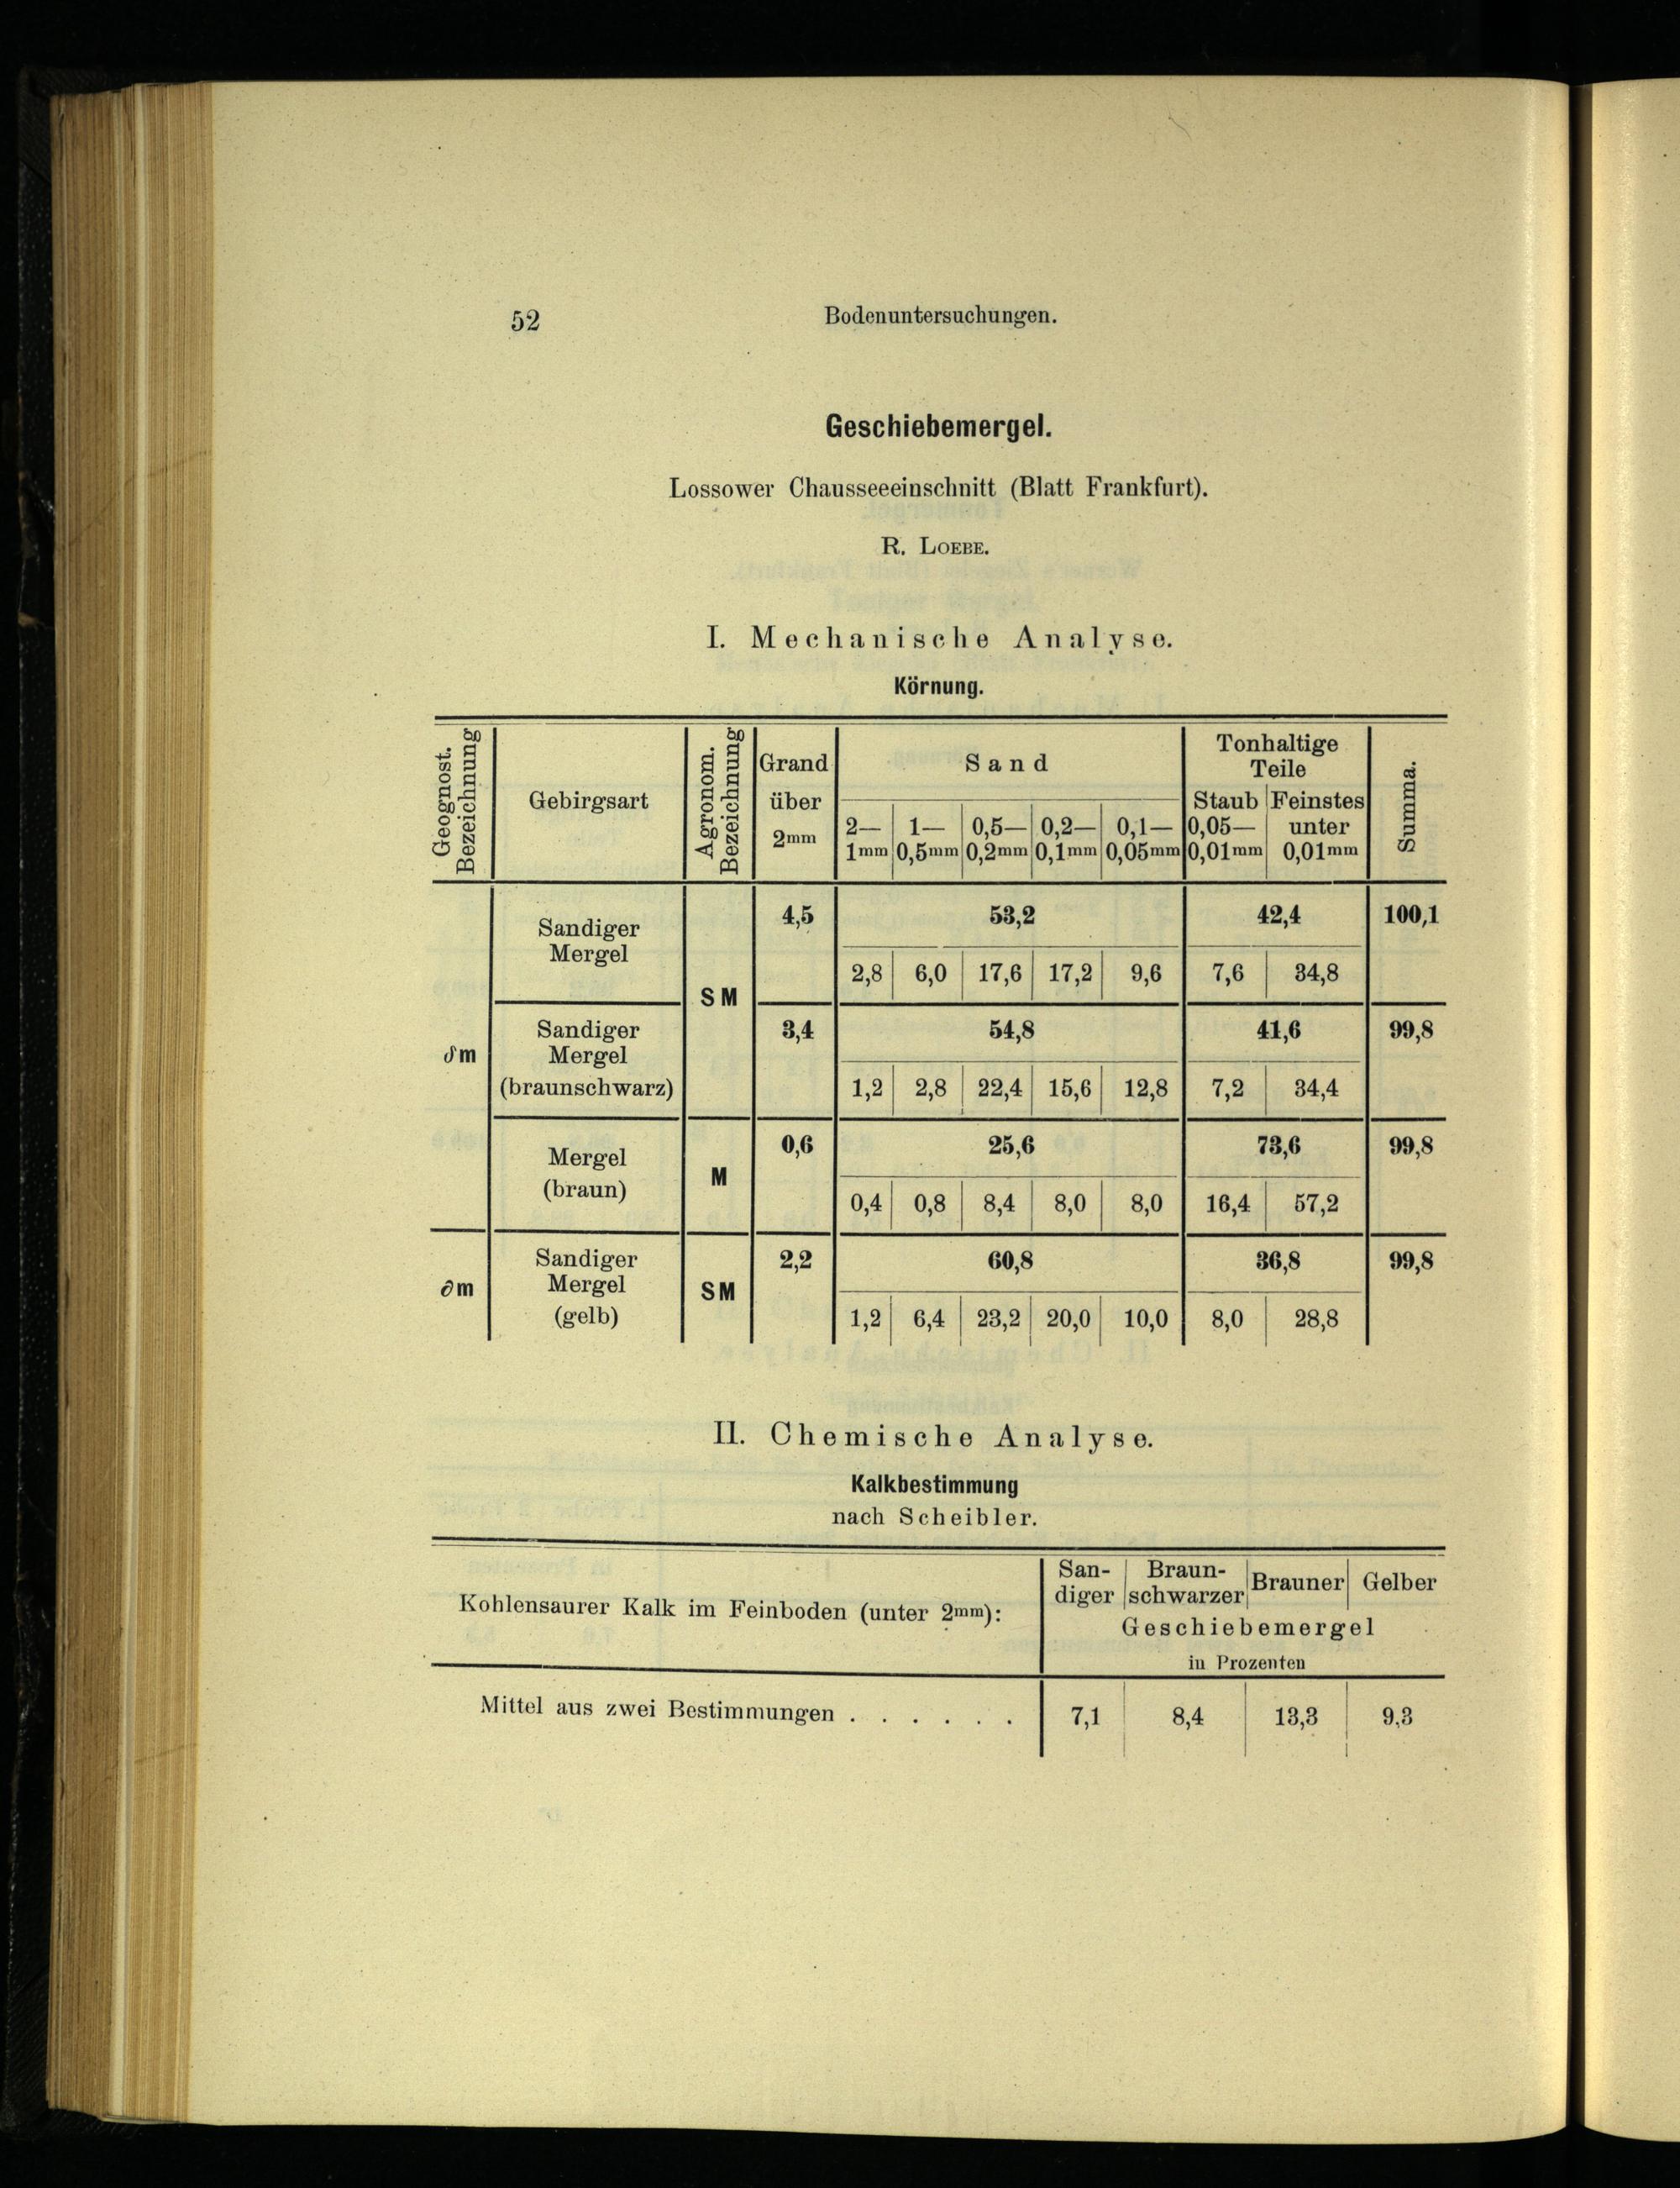 52 Bodenuntersuchungen.
Geschiebemergel.
Lossower Chausseeeinschnitt (Blatt Frankfurt).
R. LOEBE.
I. Mechanische Analyse.
Körnung.
Geognost. Bezeichnung
Gebirgsart
Agronom. Bezeichnung
Grand über 2mm
Sand
2— 1mm
1— 0,5mm
0,5— 0,2mm
0,2— 0,1mm
0,1— 0,05mm
Tonhaltige Teile
Staub 0,05— 0,01mm
Feinstes unter 0,01mm
Summa.
Sandiger Mergel 4,5 53,2 42,4 100,1
2,8 6,0 17,6 17,2 9,6 7,6 34,8
SM
δm
Sandiger Mergel (braunschwarz) 3,4 54,8 41,6 99,8
1,2 2,8 22,4 15,6 12,8 7,2 34,4
Mergel (braun) M 0,6 25,6 73,6 99,8
0,4 0,8 8,4 8,0 8,0 16,4 57,2
∂m Sandiger Mergel (gelb) SM 2,2 60,8 36,8 99,8
1,2 6,4 23,2 20,0 10,0 8,0 28,8
II. Chemische Analyse.
Kalkbestimmung
nach Scheibler.
Kohlensaurer Kalk im Feinboden (unter 2mm):
San-diger
Braun-schwarzer
Brauner
Gelber
Geschiebemergel
in Prozenten
Mittel aus zwei Bestimmungen . . . . . . 7,1 8,4 13,3 9,3